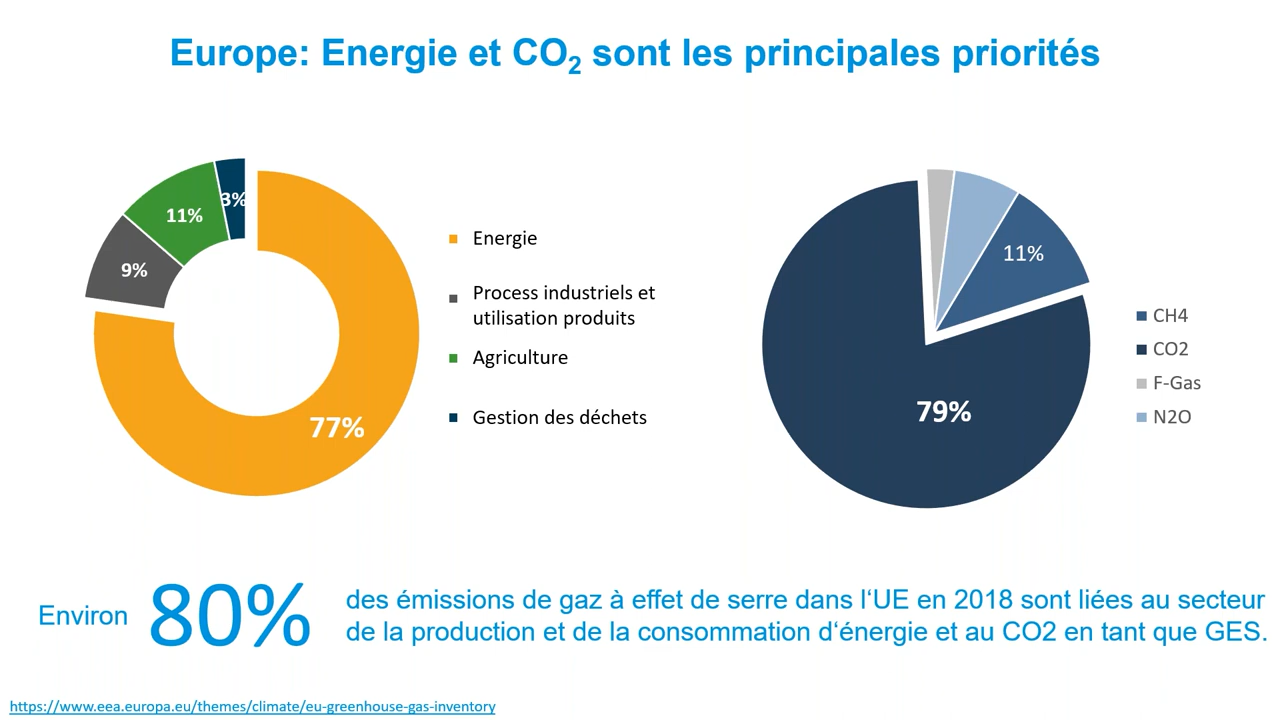 Europe: Energie et CO₂ sont les principales priorités
3%
11%
9%
77%
Energie
Process industriels et
utilisation produits
Agriculture
Gestion des déchets
11%
79%
CH4
CO2
F-Gas
N2O
Environ 80% des émissions de gaz à effet de serre dans l‘UE en 2018 sont liées au secteur
de la production et de la consommation d‘énergie et au CO2 en tant que GES.
https://www.eea.europa.eu/themes/climate/eu-greenhouse-gas-inventory